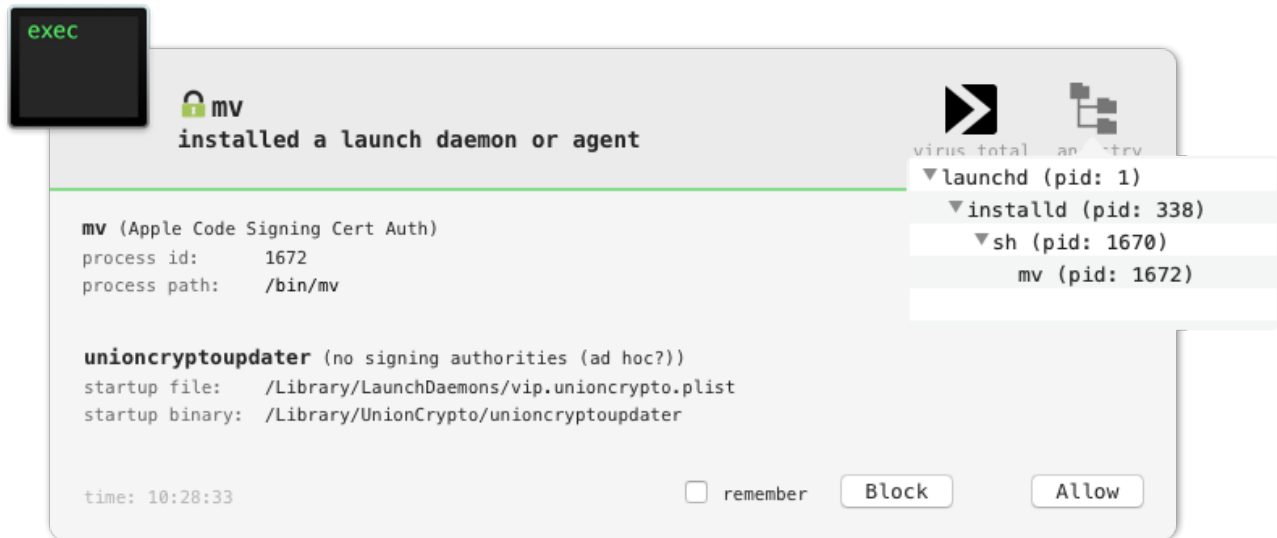 exec
mv
installed a launch daemon or agent
virus total
launchd (pid: 1)
installd (pid: 338)
sh (pid: 1670)
mv (pid: 1672)
mv (Apple Code Signing Cert Auth)
process id: 1672
process path: /bin/mv
unioncryptoupdater (no signing authorities (ad hoc?))
startup file: /Library/LaunchDaemons/vip.unioncrypto.plist
startup binary: /Library/UnionCrypto/unioncryptoupdater
time: 10:28:33
remember
Block
Allow